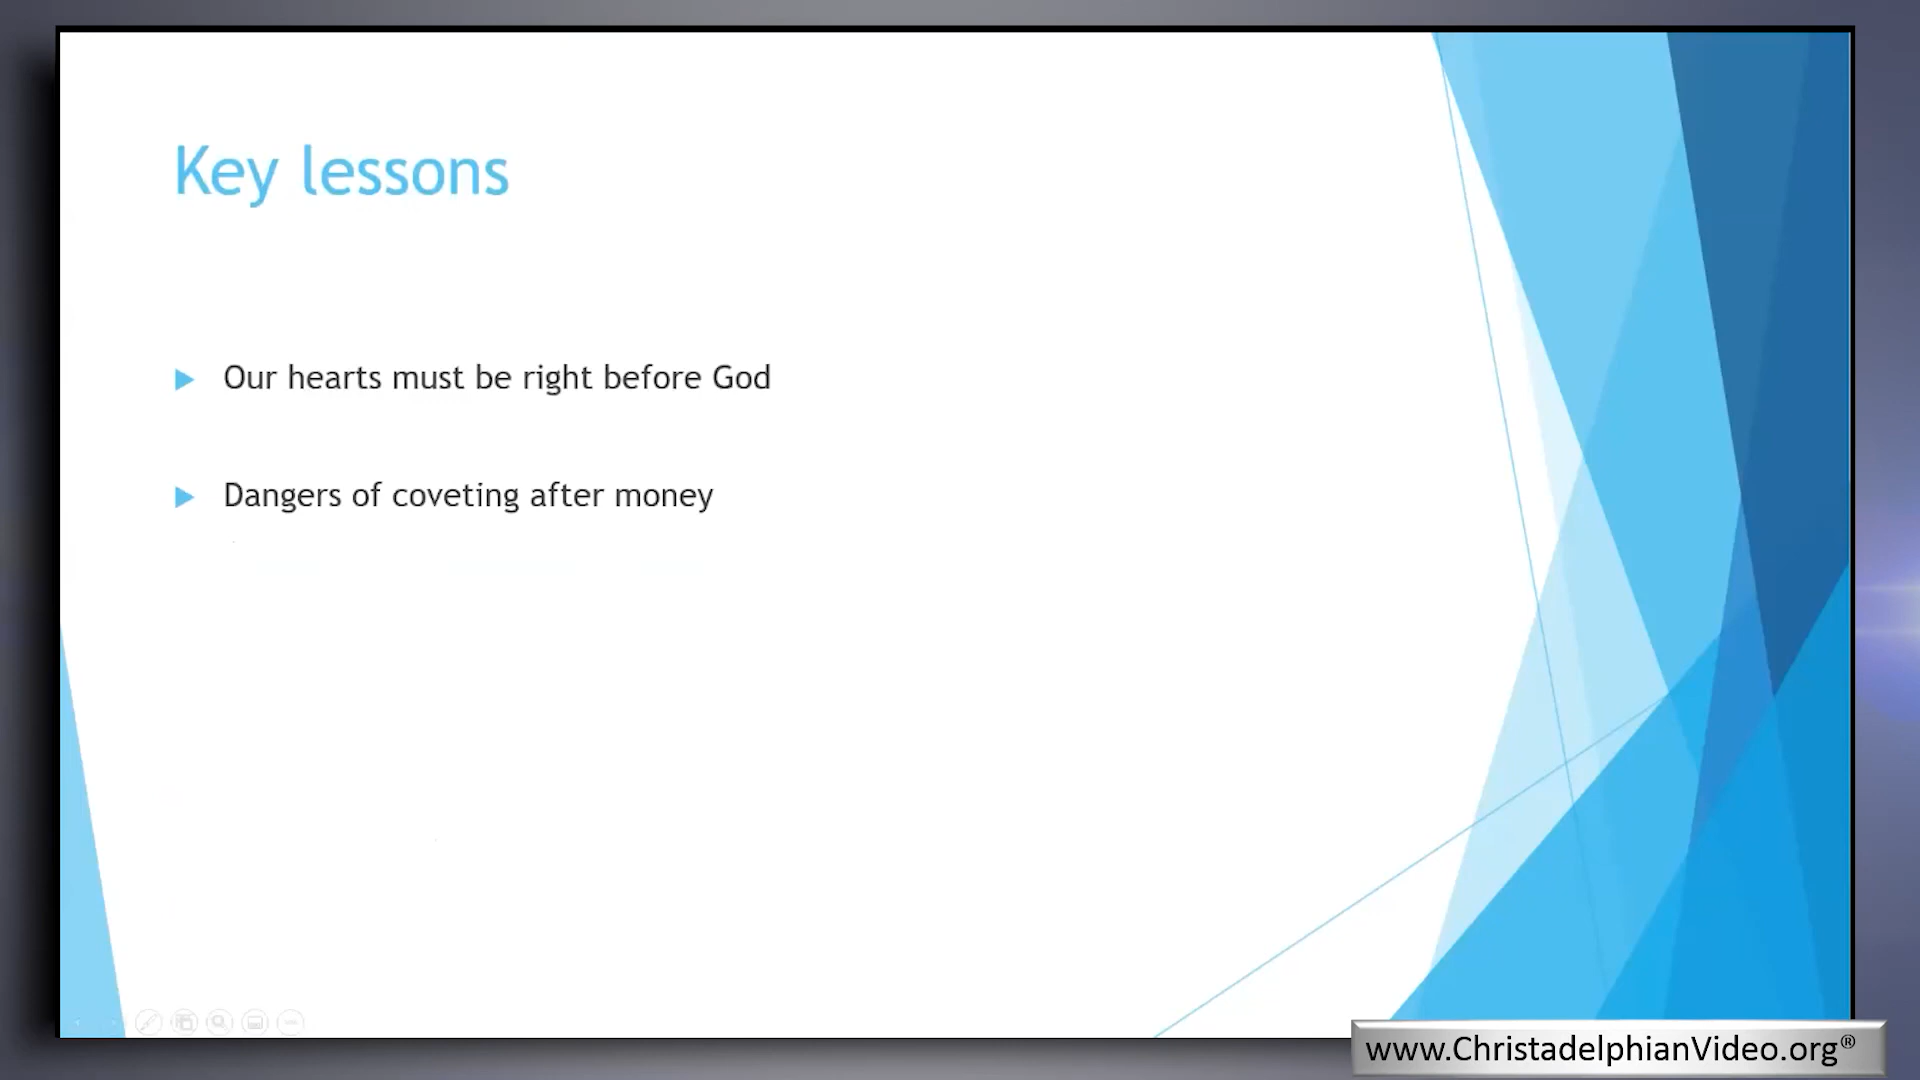 Key lessons
Our hearts must be right before God
Dangers of coveting after money
www.ChristadelphianVideo.org®